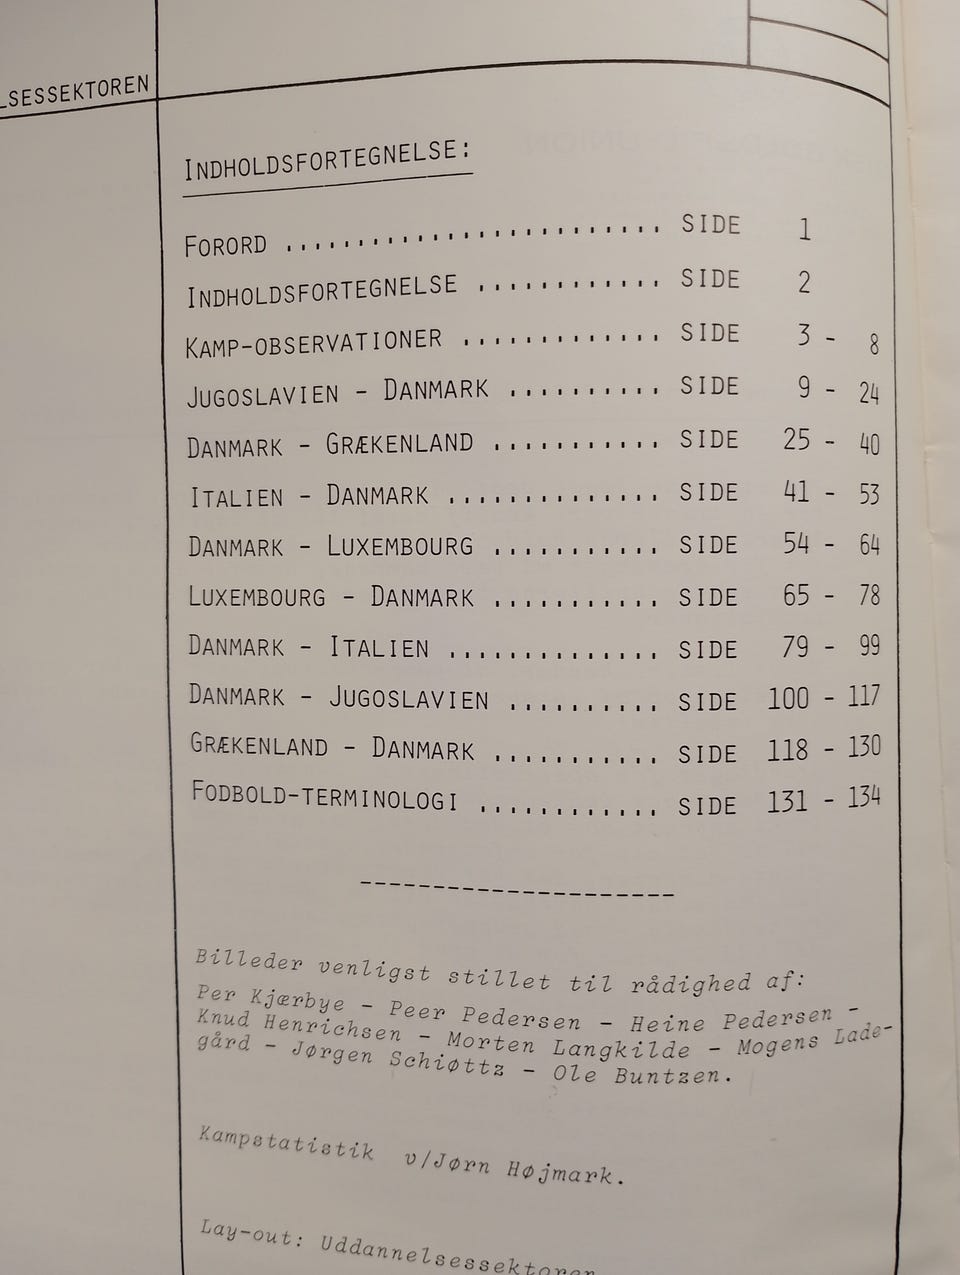 LSESSEKTOREN
INDHOLDSFORTEGNELSE:
FORORD ......................... SIDE 1
INDHOLDSFORTEGNELSE ............ SIDE 2
KAMP-OBSERVATIONER ............. SIDE 3 - 8
JUGOSLAVIEN - DANMARK .......... SIDE 9 - 24
DANMARK - GRÆKENLAND ........... SIDE 25 - 40
ITALIEN - DANMARK .............. SIDE 41 - 53
DANMARK - LUXEMBOURG ........... SIDE 54 - 64
LUXEMBOURG - DANMARK ........... SIDE 65 - 78
DANMARK - ITALIEN .............. SIDE 79 - 99
DANMARK - JUGOSLAVIEN .......... SIDE 100 - 117
GRÆKENLAND - DANMARK ........... SIDE 118 - 130
FODBOLD-TERMINOLOGI ............ SIDE 131 - 134
----------------------
Billeder venligst stillet til rådighed af:
Per Kjærbye - Peer Pedersen - Heine Pedersen -
Knud Henrichsen - Morten Langkilde - Mogens Lade-
gård - Jørgen Schiøttz - Ole Buntzen.
Kampstatistik v/Jørn Højmark.
Lay-out: Uddannelsessektoren